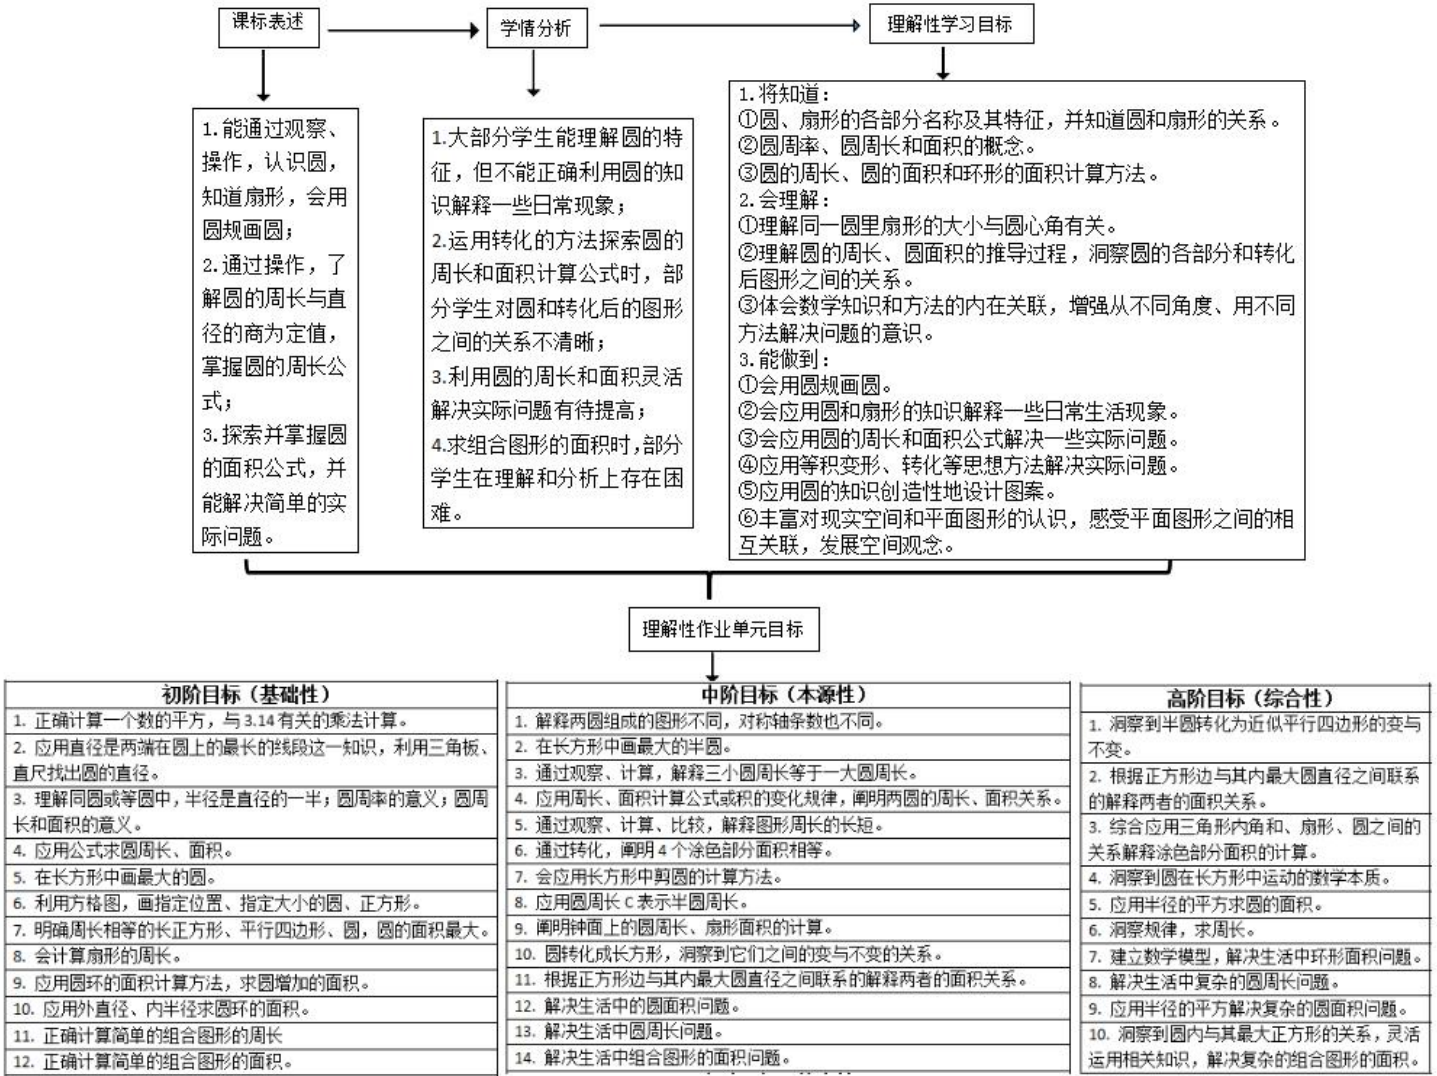 课标表述
学情分析
理解性学习目标
1.能通过观察、
操作，认识圆，
知道扇形，会用
圆规画圆；
2.通过操作，了
解圆的周长与直
径的商为定值，
掌握圆的周长公
式；
3.探索并掌握圆
的面积公式，并
能解决简单的实
际问题。
1.大部分学生能理解圆的特
征，但不能正确利用圆的知
识解释一些日常现象；
2.运用转化的方法探索圆的
周长和面积计算公式时，部
分学生对圆和转化后的图形
之间的关系不清晰；
3.利用圆的周长和面积灵活
解决实际问题有待提高；
4.求组合图形的面积时，部分
学生在理解和分析上存在困
难。
1.将知道：
①圆、扇形的各部分名称及其特征，并知道圆和扇形的关系。
②圆周率、圆周长和面积的概念。
③圆的周长、圆的面积和环形的面积计算方法。
2.会理解：
①理解同一圆里扇形的大小与圆心角有关。
②理解圆的周长、圆面积的推导过程，洞察圆的各部分和转化
后图形之间的关系。
③体会数学知识和方法的内在关联，增强从不同角度、用不同
方法解决问题的意识。
3.能做到：
①会用圆规画圆。
②会应用圆和扇形的知识解释一些日常生活现象。
③会应用圆的周长和面积公式解决一些实际问题。
④应用等积变形、转化等思想方法解决实际问题。
⑤应用圆的知识创造性地设计图案。
⑥丰富对现实空间和平面图形的认识，感受平面图形之间的相
互关联，发展空间观念。
理解性作业单元目标
初阶目标（基础性）
1. 正确计算一个数的平方，与3.14有关的乘法计算。
2. 应用直径是两端在圆上的最长的线段这一知识，利用三角板、
直尺找出圆的直径。
3. 理解同圆或等圆中，半径是直径的一半；圆周率的意义；圆周
长和面积的意义。
4. 应用公式求圆周长、面积。
5. 在长方形中画最大的圆。
6. 利用方格图，画指定位置、指定大小的圆、正方形。
7. 明确周长相等的长正方形、平行四边形、圆，圆的面积最大。
8. 会计算扇形的周长。
9. 应用圆环的面积计算方法，求圆增加的面积。
10. 应用外直径、内半径求圆环的面积。
11. 正确计算简单的组合图形的周长
12. 正确计算简单的组合图形的面积。
中阶目标（本源性）
1. 解释两圆组成的图形不同，对称轴条数也不同。
2. 在长方形中画最大的半圆。
3. 通过观察、计算，解释三小圆周长等于一大圆周长。
4. 应用周长、面积计算公式或积的变化规律，阐明两圆的周长、面积关系。
5. 通过观察、计算、比较，解释图形周长的长短。
6. 通过转化，阐明4个涂色部分面积相等。
7. 会应用长方形中剪圆的计算方法。
8. 应用圆周长C表示半圆周长。
9. 阐明钟面上的圆周长、扇形面积的计算。
10. 圆转化成长方形，洞察到它们之间的变与不变的关系。
11. 根据正方形边与其内最大圆直径之间联系的解释两者的面积关系。
12. 解决生活中的圆面积问题。
13. 解决生活中圆周长问题。
14. 解决生活中组合图形的面积问题。
高阶目标（综合性）
1. 洞察到半圆转化为近似平行四边形的变与
不变。
2. 根据正方形边与其内最大圆直径之间联系
的解释两者的面积关系。
3. 综合应用三角形内角和、扇形、圆之间的
关系解释涂色部分面积的计算。
4. 洞察到圆在长方形中运动的数学本质。
5. 应用半径的平方求圆的面积。
6. 洞察规律，求周长。
7. 建立数学模型，解决生活中环形面积问题。
8. 解决生活中复杂的圆周长问题。
9. 应用半径的平方解决复杂的圆面积问题。
10. 洞察到圆内与其最大正方形的关系，灵活
运用相关知识，解决复杂的组合图形的面积。